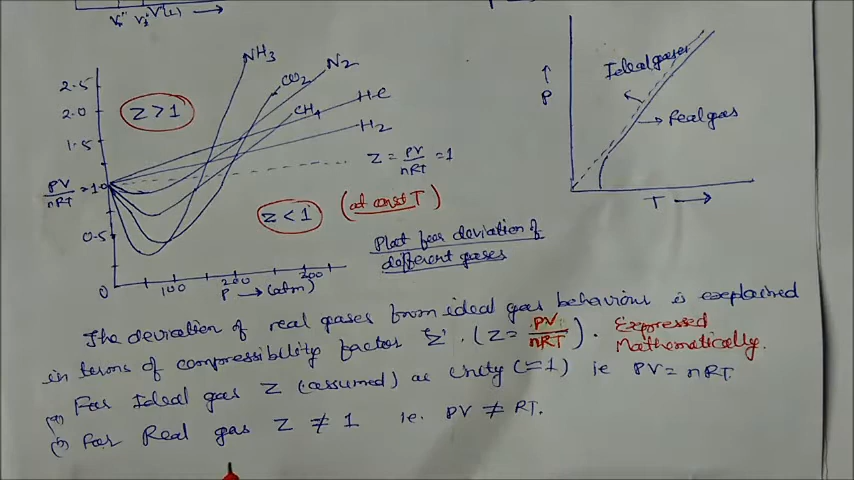 NH3
CO2
N2
CH4
He
H2
2.5
2.0
1.5
Z>1
PV/nRT = 1.0
Z = PV/nRT = 1
Z < 1
(at const T)
0.5
0
100
200
200
P → (atm)
Plot for deviation of
different gases
Ideal gases
↑
P
Real gas
T →
The deviation of real gases from ideal gas behaviour is explained
in terms of compressibility factor 'Z'. (Z = PV/nRT). Expressed
Mathematically.
For Ideal gas Z (assumed) as Unity (=1) ie PV = nRT
For Real gas Z ≠ 1 ie. PV ≠ RT.